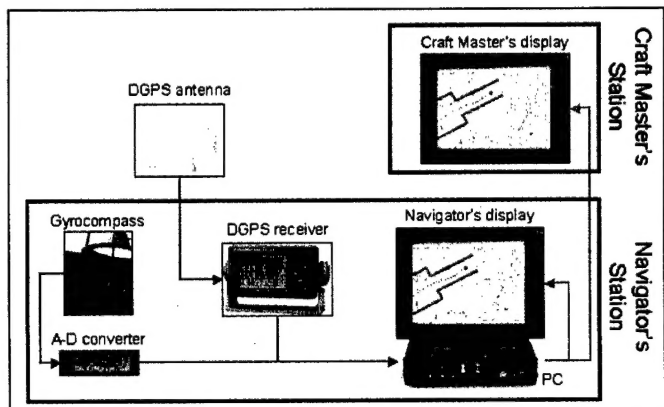 Craft Master's display
Craft Master's
Station
DGPS antenna
Gyrocompass
DGPS receiver
Navigator's display
Navigator's
Station
A-D converter
PC